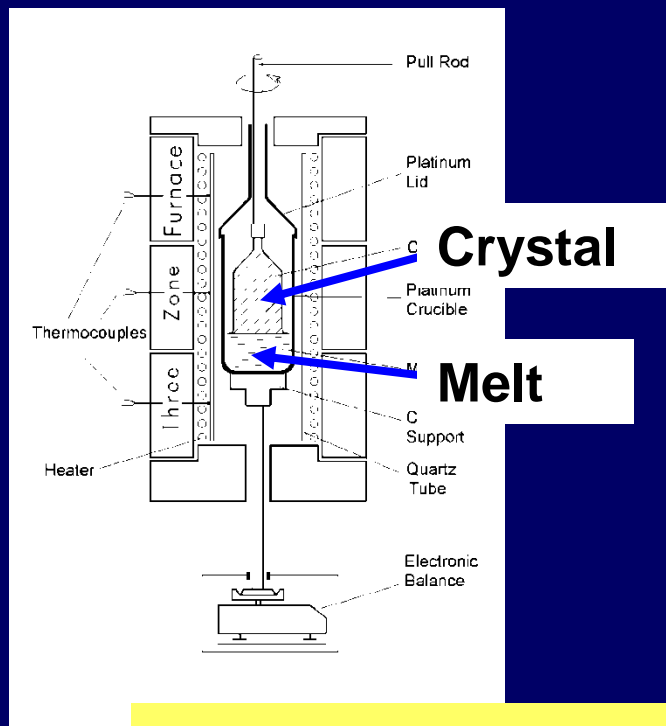 Pull Rod
Furnace
Platinum
Lid
Crystal
Zone
Platinum
Crucible
Thermocouples
Melt
Three
Support
Heater
Quartz
Tube
Electronic
Balance